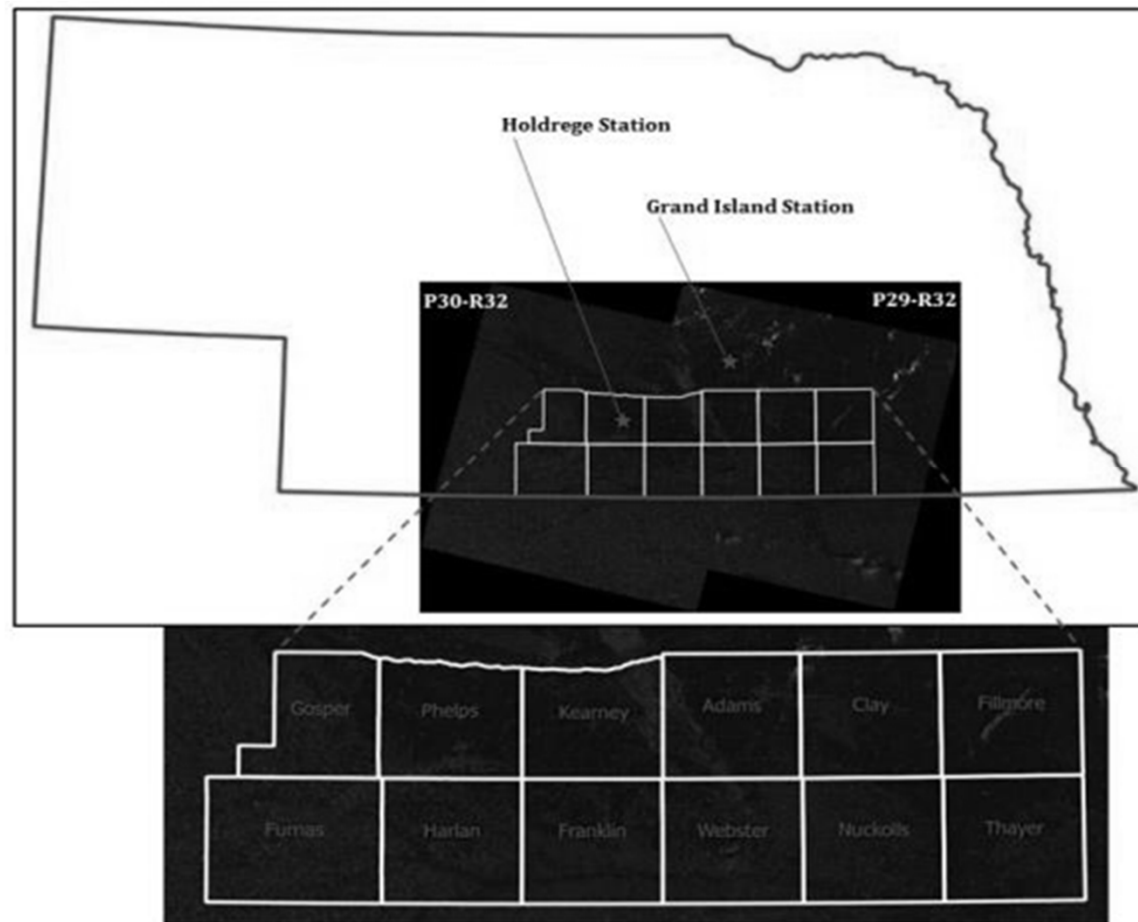 Holdrege Station
Grand Island Station
P30-R32
P29-R32
Gosper
Phelps
Kearney
Adams
Clay
Fillmore
Furnas
Harlan
Franklin
Webster
Nuckolls
Thayer